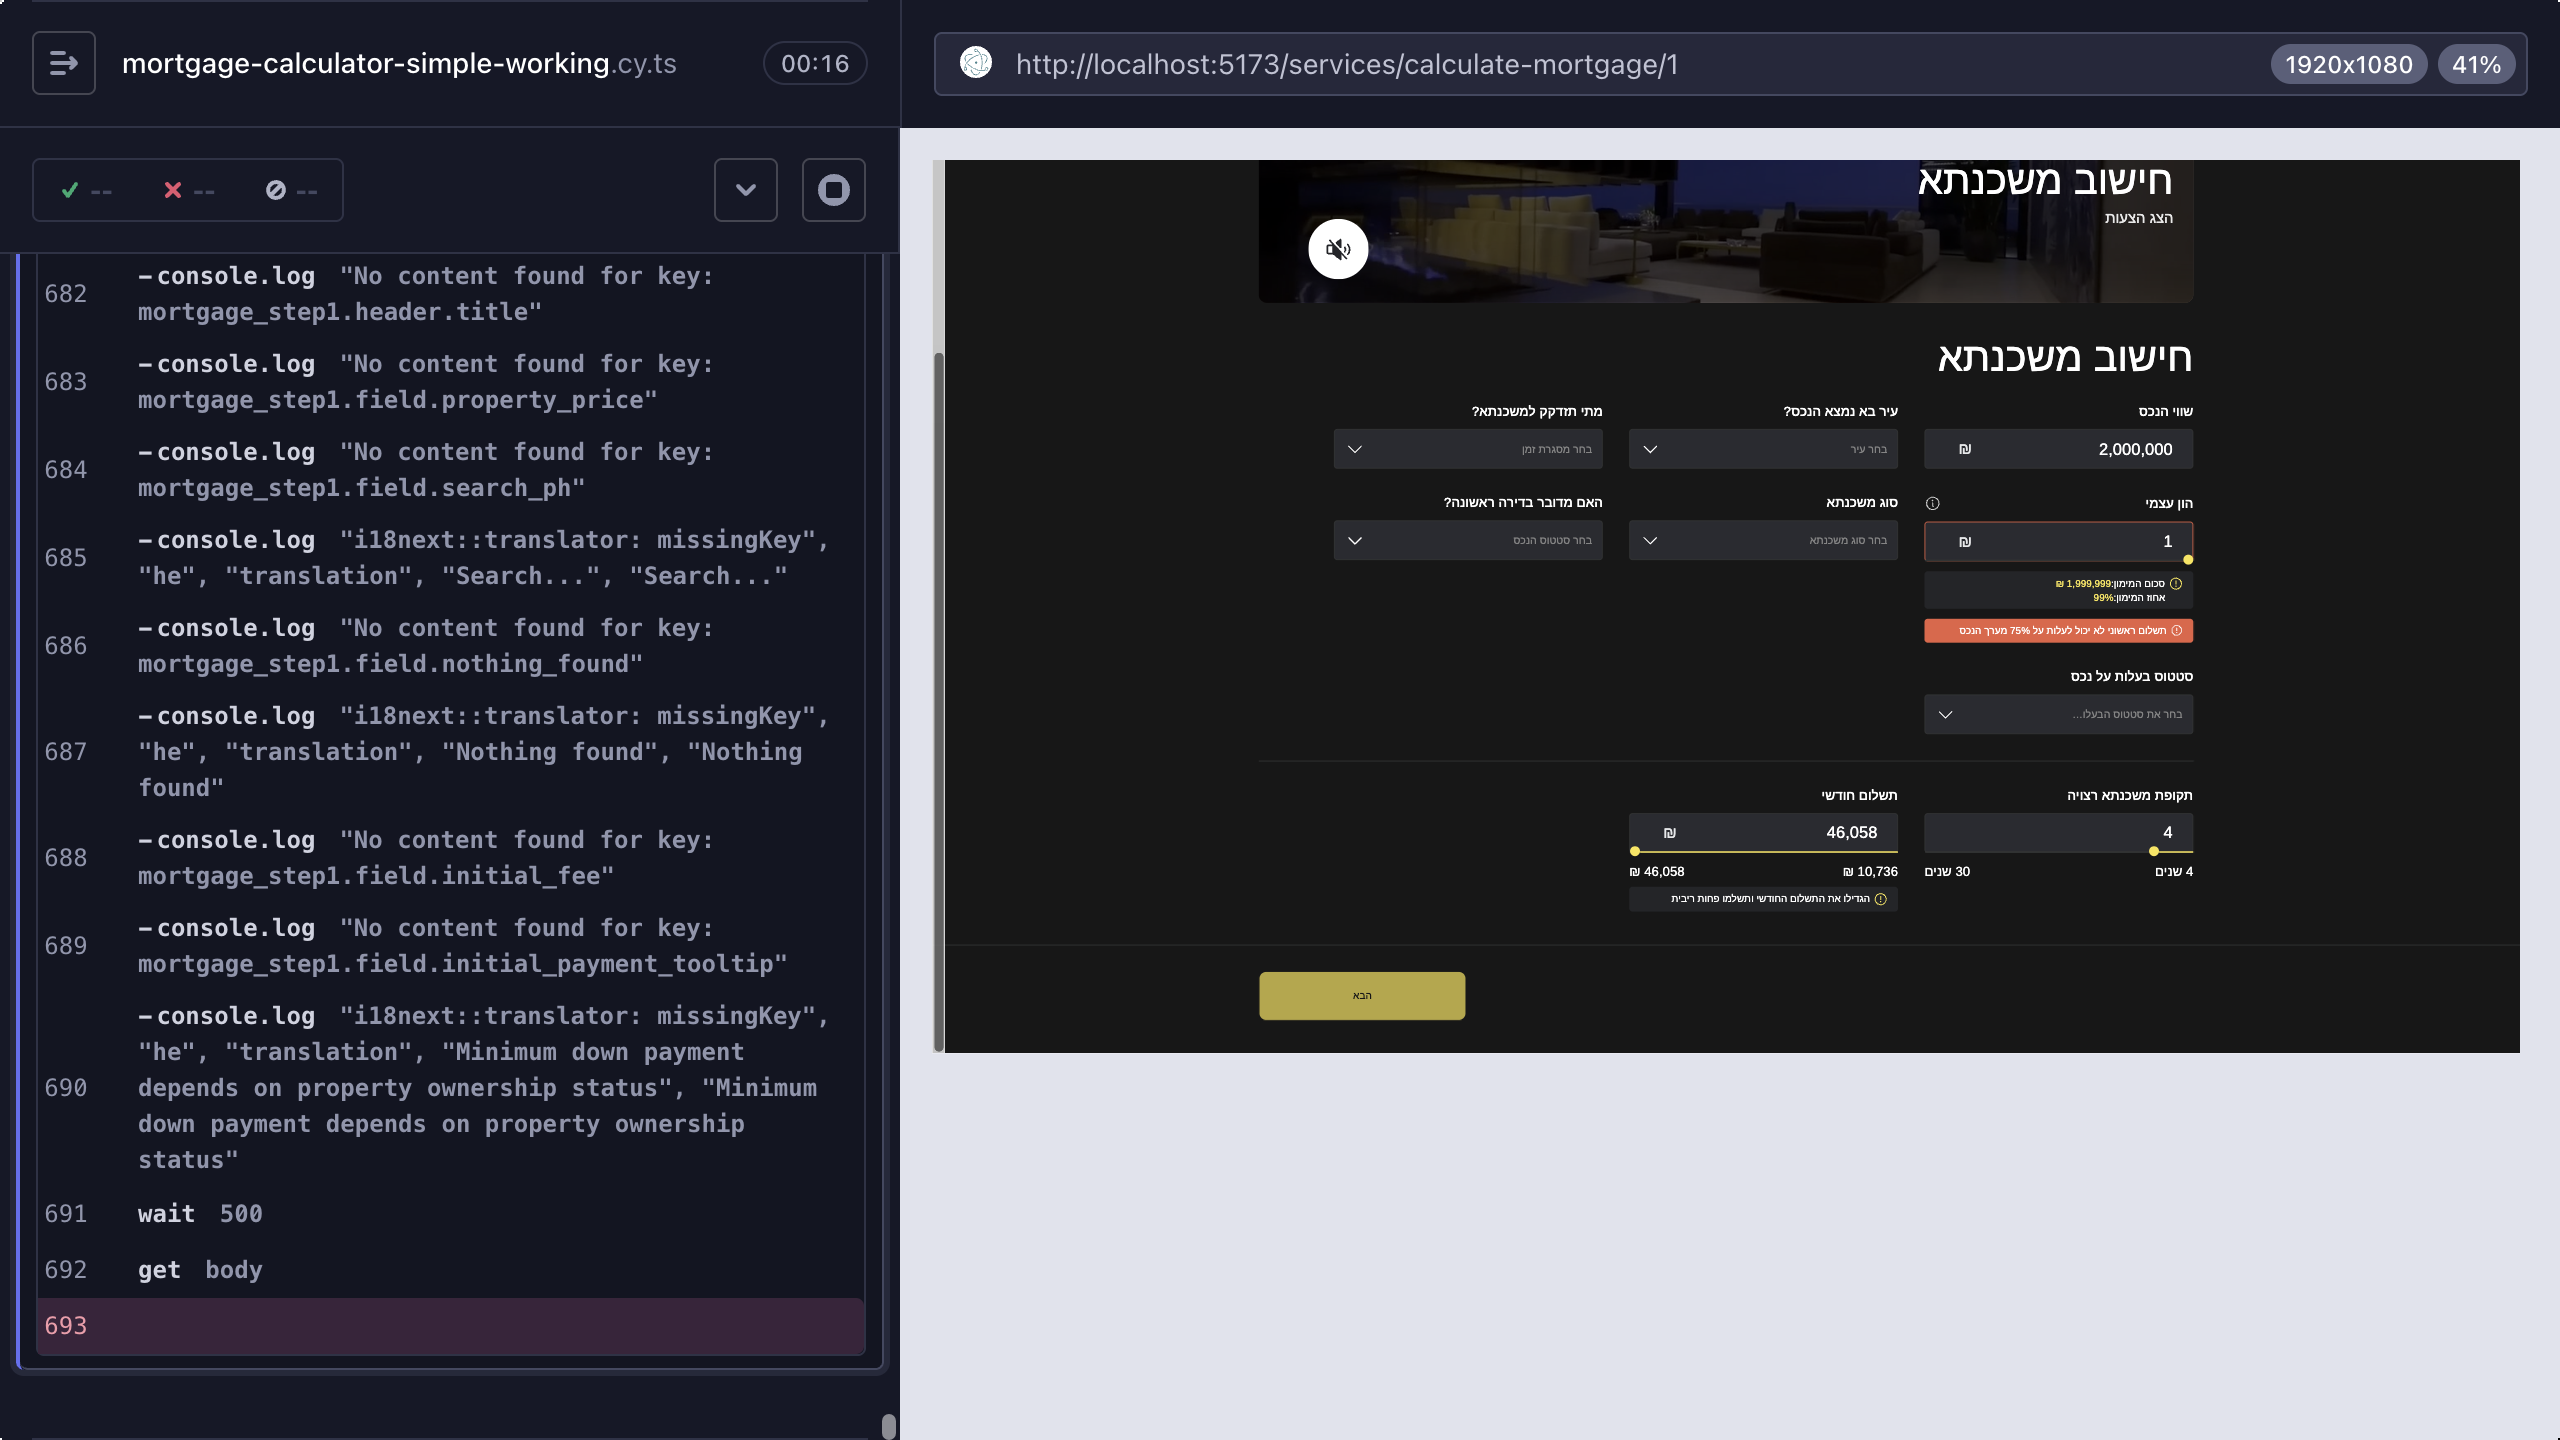 mortgage-calculator-simple-working.cy.ts
00:16
-- -- --
682 -console.log "No content found for key:
mortgage_step1.header.title"
683 -console.log "No content found for key:
mortgage_step1.field.property_price"
684 -console.log "No content found for key:
mortgage_step1.field.search_ph"
685 -console.log "i18next::translator: missingKey",
"he", "translation", "Search...", "Search..."
686 -console.log "No content found for key:
mortgage_step1.field.nothing_found"
687 -console.log "i18next::translator: missingKey",
"he", "translation", "Nothing found", "Nothing
found"
688 -console.log "No content found for key:
mortgage_step1.field.initial_fee"
689 -console.log "No content found for key:
mortgage_step1.field.initial_payment_tooltip"
690 -console.log "i18next::translator: missingKey",
"he", "translation", "Minimum down payment
depends on property ownership status", "Minimum
down payment depends on property ownership
status"
691 wait 500
692 get body
693
http://localhost:5173/services/calculate-mortgage/1
1920x1080 41%
חישוב משכנתא
הצג הצעות
חישוב משכנתא
שווי הנכס
2,000,000 ₪
עיר בא נמצא הנכס?
בחר עיר
מתי תזדקק למשכנתא?
בחר מסגרת זמן
הון עצמי
1 ₪
סכום המימון:1,999,999 ₪
אחוז המימון:99%
תשלום ראשוני לא יכול לעלות על 75% מערך הנכס
סוג משכנתא
בחר סוג משכנתא
האם מדובר בדירה ראשונה?
בחר סטטוס הנכס
סטטוס בעלות על נכס
בחר את סטטוס הבעלו...
תקופת משכנתא רצויה
4
4 שנים 30 שנים
תשלום חודשי
46,058 ₪
10,736 ₪ 46,058 ₪
הגדילו את התשלום החודשי ותשלמו פחות ריבית
הבא